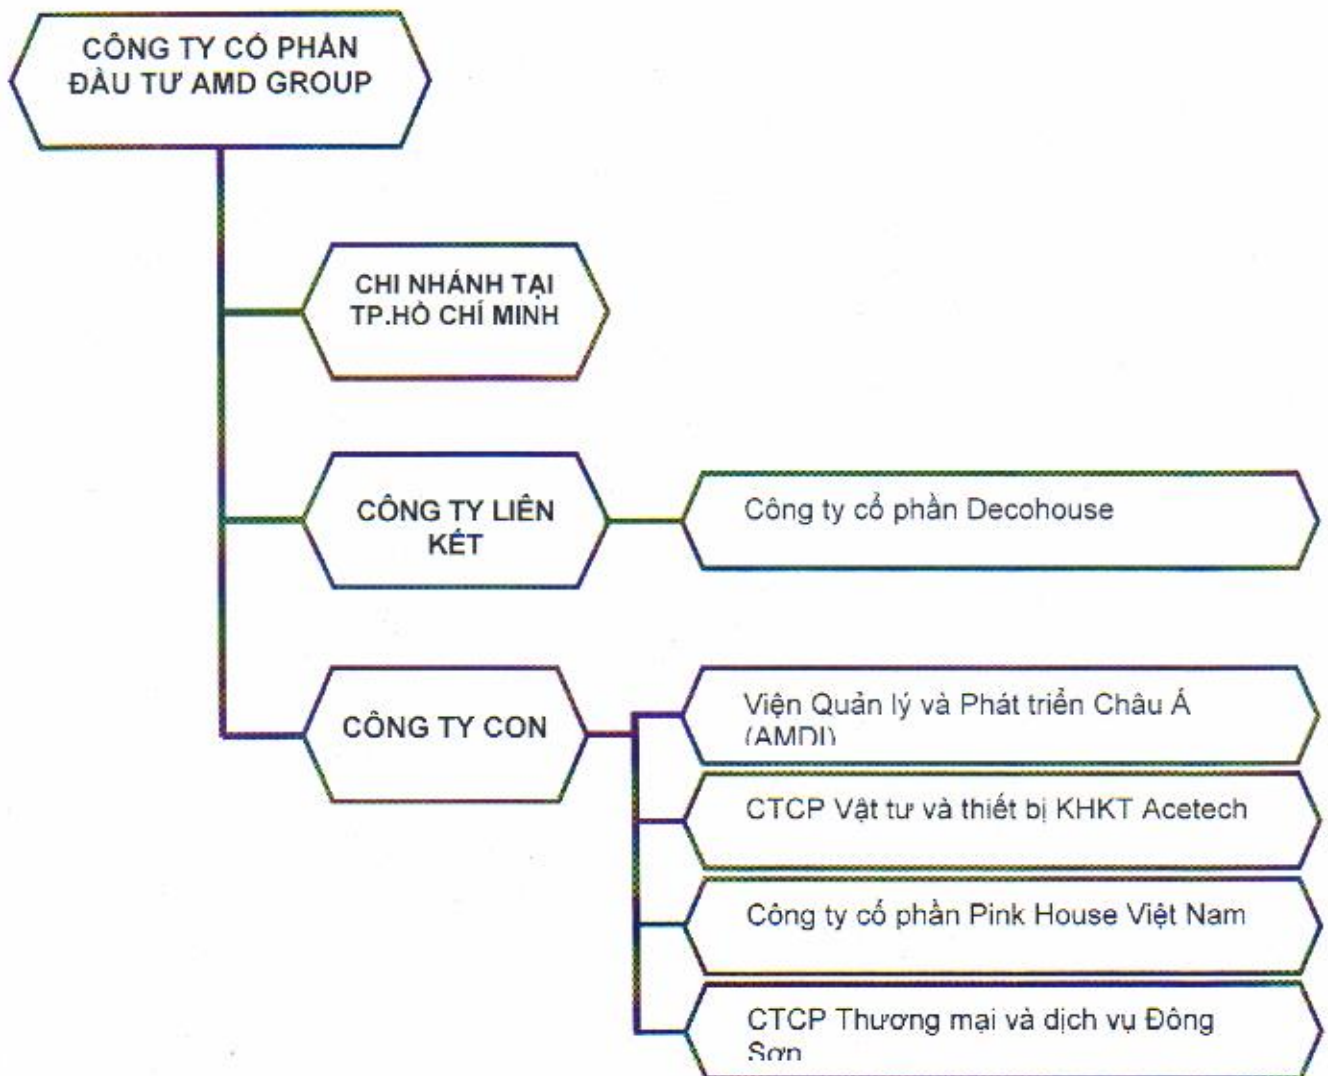 CÔNG TY CỔ PHẦN
ĐẦU TƯ AMD GROUP
CHI NHÁNH TẠI
TP.HỒ CHÍ MINH
CÔNG TY LIÊN
KẾT
Công ty cổ phần Decohouse
CÔNG TY CON
Viện Quản lý và Phát triển Châu Á
(AMDI)
CTCP Vật tư và thiết bị KHKT Acetech
Công ty cổ phần Pink House Việt Nam
CTCP Thương mại và dịch vụ Đông
Sơn